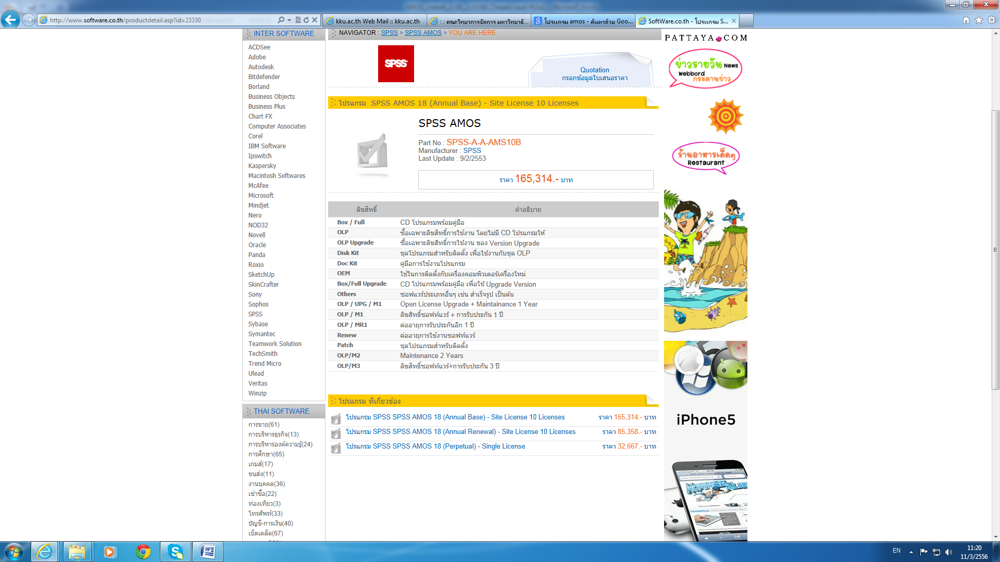 http://www.software.co.th/productdetail.asp?id=23330
kku.ac.th Web Mail :: kku.ac.th
: : คณะวิทยาการจัดการ มหาวิทยาลั...
โปรแกรม amos - ค้นหาด้วย Goo...
SoftWare.co.th - โปรแกรม S...
INTER SOFTWARE
ACDSee
Adobe
Autodesk
Bitdefender
Borland
Business Objects
Business Plus
Chart FX
Computer Associates
Corel
IBM Software
Ipswitch
Kaspersky
Macintosh Softwares
McAfee
Microsoft
Mindjet
Nero
NOD32
Novell
Oracle
Panda
Roxio
SketchUp
SkinCrafter
Sony
Sophos
SPSS
Sybase
Symantec
Teamwork Solution
TechSmith
Trend Micro
Ulead
Veritas
Winzip
THAI SOFTWARE
การขาย(61)
การบริหารธุรกิจ(13)
การบริหารองค์ความรู้(24)
การศึกษา(65)
เกมส์(17)
ขนส่ง(11)
งานบุคคล(36)
เช่าซื้อ(22)
ท่องเที่ยว(3)
โทรศัพท์(33)
บัญชี-การเงิน(40)
เบ็ตเตล็ด(67)
NAVIGATOR : SPSS > SPSS AMOS > YOU ARE HERE
SPSS
Quotation
กรอกข้อมูลใบเสนอราคา
โปรแกรม SPSS AMOS 18 (Annual Base) - Site License 10 Licenses
SPSS AMOS
Part No : SPSS-A-A-AMS10B
Manufacturer : SPSS
Last Update : 9/2/2553
ราคา 165,314.- บาท
ลิขสิทธิ์ คำอธิบาย
Box / Full CD โปรแกรมพร้อมคู่มือ
OLP ซื้อเฉพาะลิขสิทธิ์การใช้งาน โดยไม่มี CD โปรแกรมให้
OLP Upgrade ซื้อเฉพาะลิขสิทธิ์การใช้งาน ของ Version Upgrade
Disk Kit ชุดโปรแกรมสำหรับติดตั้ง เพื่อใช้งานกับชุด OLP
Doc Kit คู่มือการใช้งานโปรแกรม
OEM ใช้ในการติดตั้งกับเครื่องคอมพิวเตอร์เครื่องใหม่
Box/Full Upgrade CD โปรแกรมพร้อมคู่มือ เพื่อใช้ Upgrade Version
Others ซอฟแวร์ประเภทอื่นๆ เช่น สำเร็จรูป เป็นต้น
OLP / UPG / M1 Open License Upgrade + Maintainance 1 Year
OLP / M1 ลิขสิทธิ์ซอฟท์แวร์ + การรับประกัน 1 ปี
OLP / MR1 ต่ออายุการรับประกันอีก 1 ปี
Renew ต่ออายุการใช้งานซอฟท์แวร์
Patch ชุดโปรแกรมสำหรับติดตั้ง
OLP/M2 Maintenance 2 Years
OLP/M3 ลิขสิทธิ์ซอฟท์แวร์+การรับประกัน 3 ปี
โปรแกรม ที่เกี่ยวข้อง
โปรแกรม SPSS SPSS AMOS 18 (Annual Base) - Site License 10 Licenses ราคา 165,314.- บาท
โปรแกรม SPSS SPSS AMOS 18 (Annual Renewal) - Site License 10 Licenses ราคา 85,358.- บาท
โปรแกรม SPSS SPSS AMOS 18 (Perpetual) - Single License ราคา 32,667.- บาท
PATTAYA COM
ข่าวรายวัน News
Webbord
กระดานข่าว
ร้านอาหารเด็ดๆ
Restaurant
iPhone5
NOWHERE ELSE
EN
11:20
11/3/2556